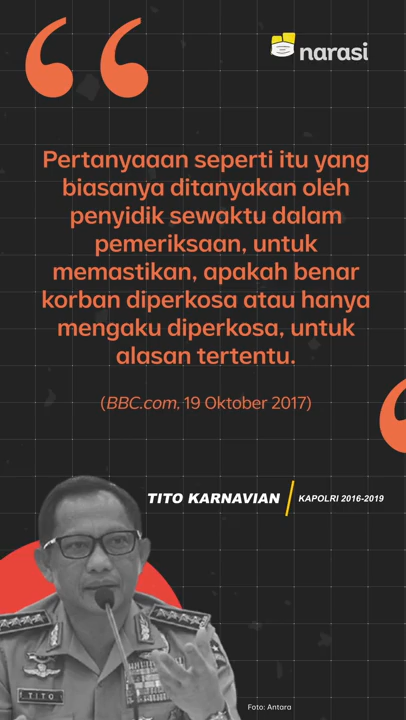 narasi
Pertanyaaan seperti itu yang
biasanya ditanyakan oleh
penyidik sewaktu dalam
pemeriksaan, untuk
memastikan, apakah benar
korban diperkosa atau hanya
mengaku diperkosa, untuk
alasan tertentu.
(BBC.com, 19 Oktober 2017)
TITO KARNAVIAN / KAPOLRI 2016-2019
TITO
Foto: Antara